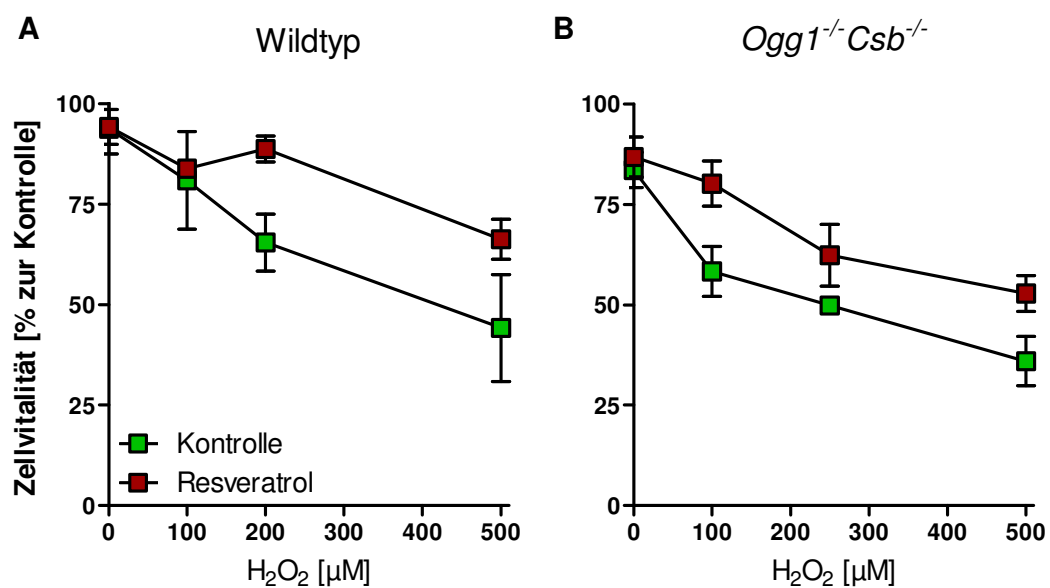 A
Wildtyp
B
Ogg1-/-Csb-/-
Zellvitalität [% zur Kontrolle]
100
75
50
25
0
Kontrolle
Resveratrol
0 100 200 300 400 500
H2O2 [µM]
100
75
50
25
0
0 100 200 300 400 500
H2O2 [µM]